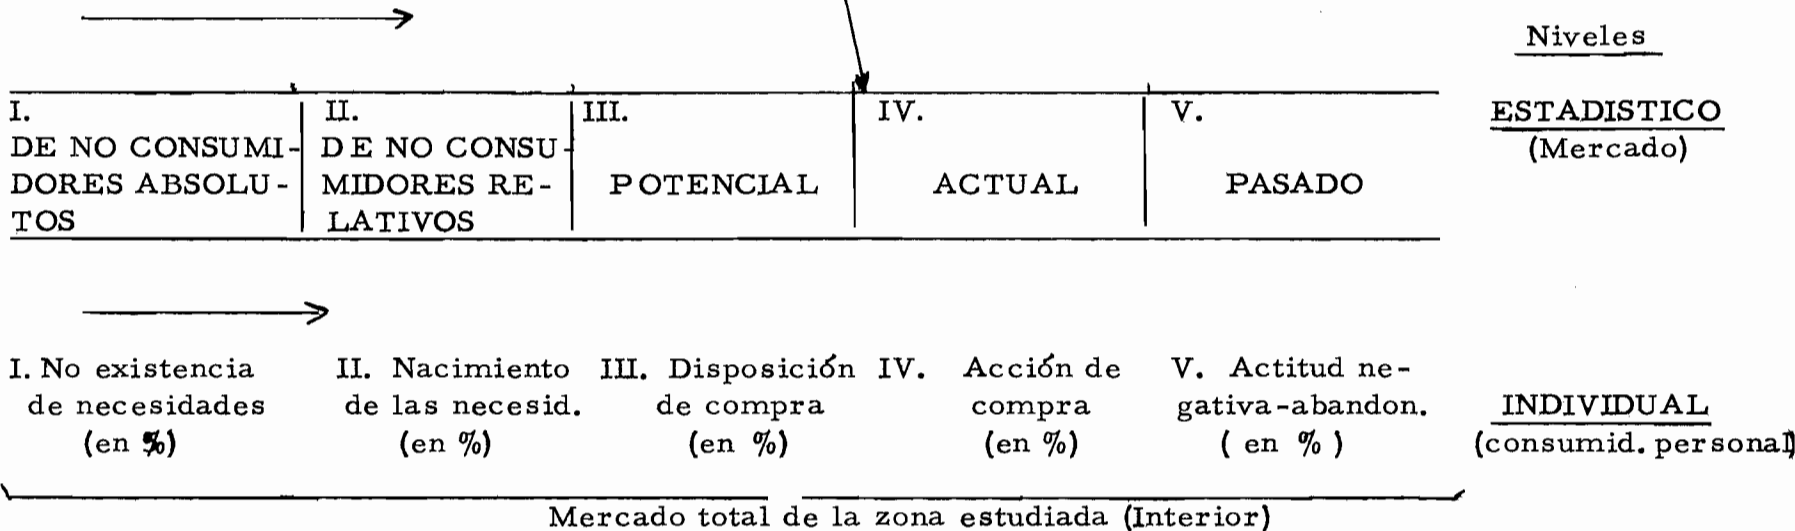 Niveles
I. II. III. IV. V. ESTADISTICO
DE NO CONSUMI- DE NO CONSU- (Mercado)
DORES ABSOLU- MIDORES RE- POTENCIAL ACTUAL PASADO
TOS LATIVOS
I. No existencia II. Nacimiento III. Disposición IV. Acción de V. Actitud ne-
de necesidades de las necesid. de compra compra gativa-abandon. INDIVIDUAL
(en %) (en %) (en %) (en %) ( en % ) (consumid. personal)
Mercado total de la zona estudiada (Interior)